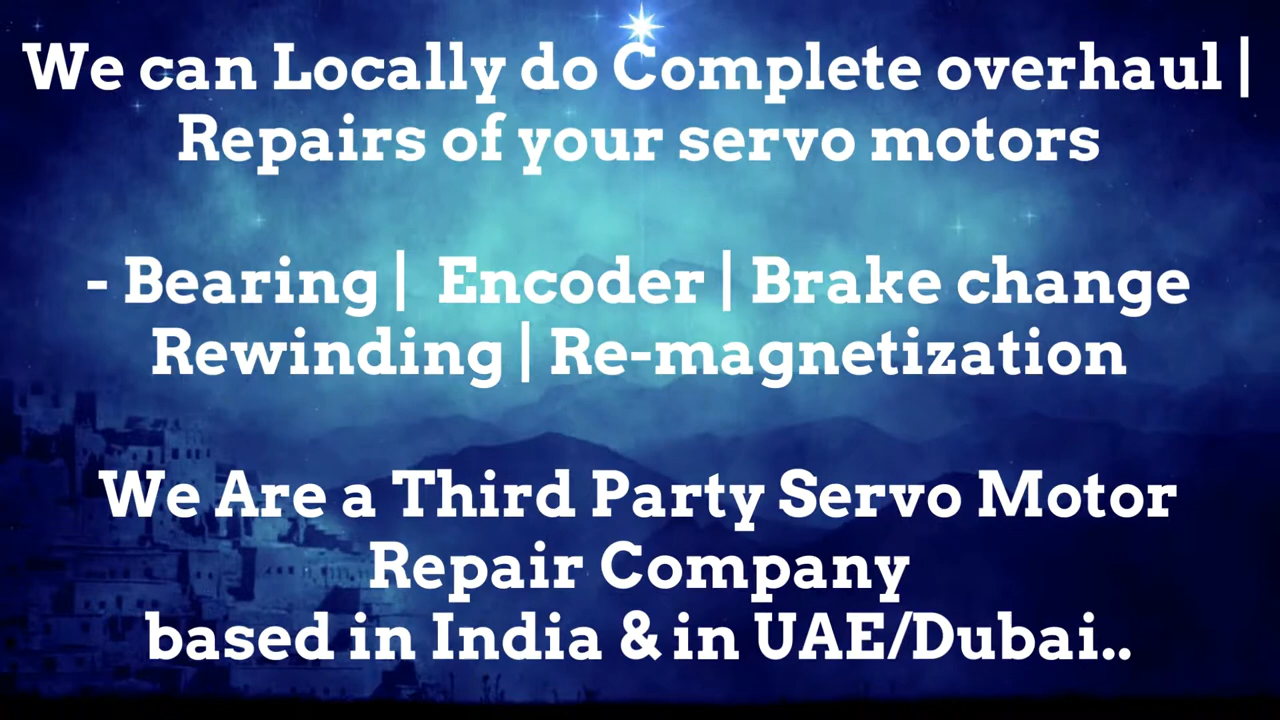 We can Locally do Complete overhaul |
Repairs of your servo motors
- Bearing | Encoder | Brake change
Rewinding | Re-magnetization
We Are a Third Party Servo Motor
Repair Company
based in India & in UAE/Dubai..